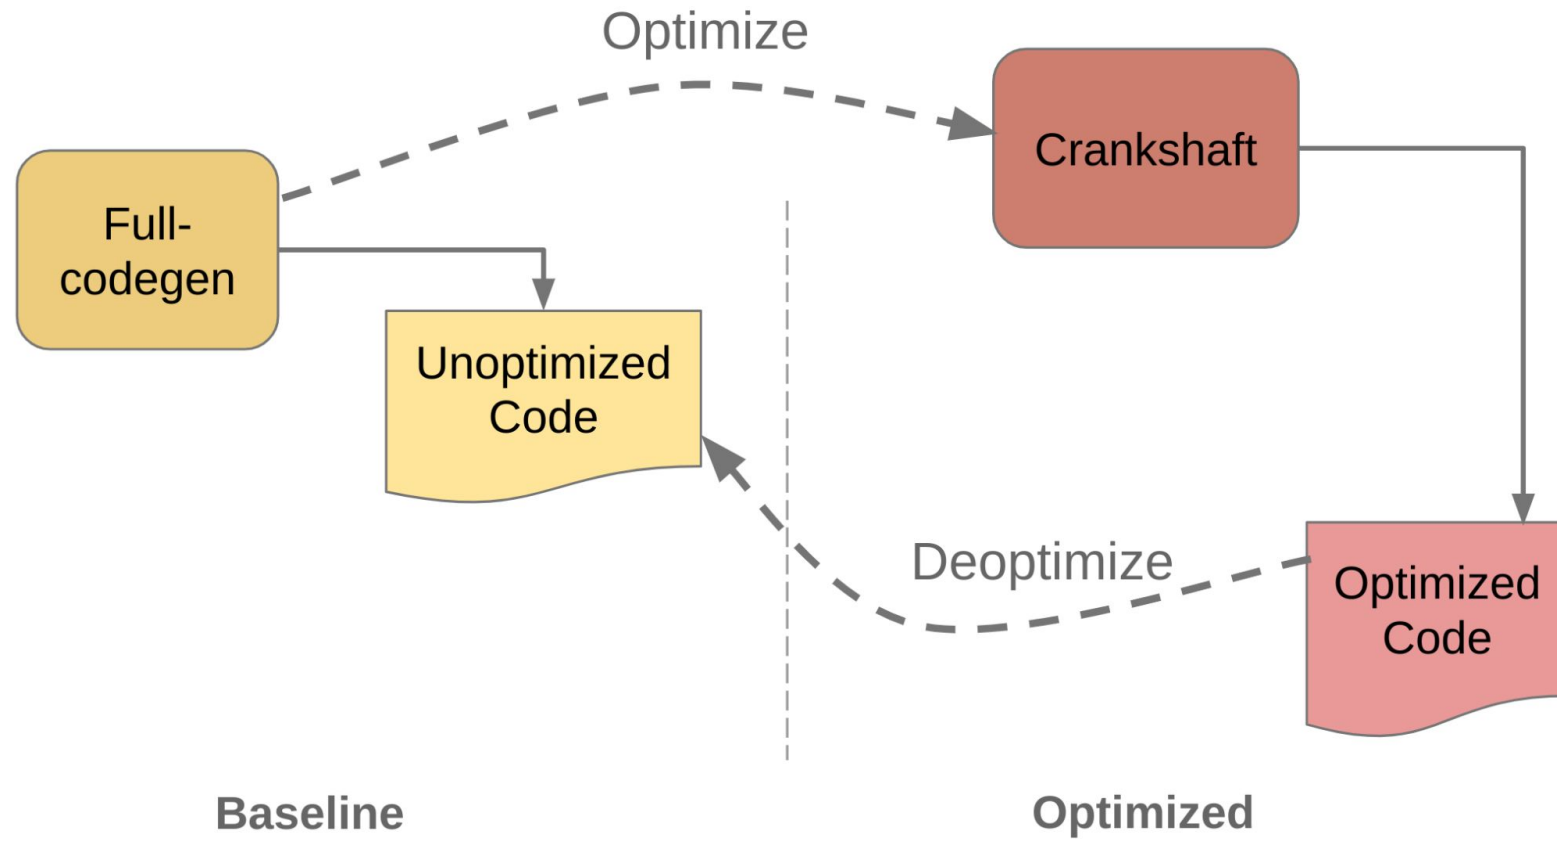 Optimize
Crankshaft
Full-
codegen
Unoptimized
Code
Deoptimize
Optimized
Code
Baseline
Optimized